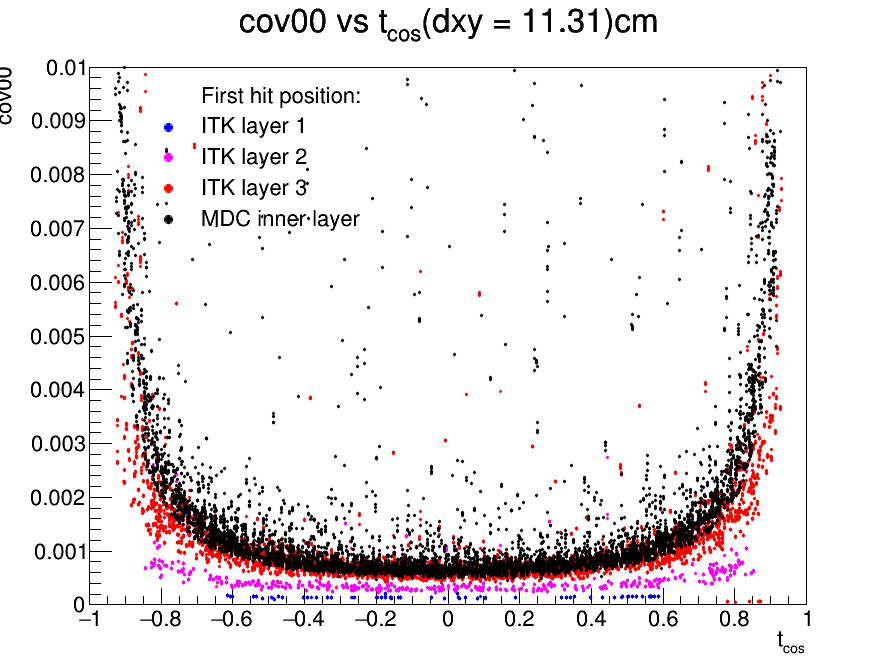 cov00 vs tcos(dxy = 11.31)cm
cov00
0.01
0.009
0.008
0.007
0.006
0.005
0.004
0.003
0.002
0.001
0
First hit position:
ITK layer 1
ITK layer 2
ITK layer 3
MDC inner layer
−1 −0.8 −0.6 −0.4 −0.2 0 0.2 0.4 0.6 0.8 1
tcos